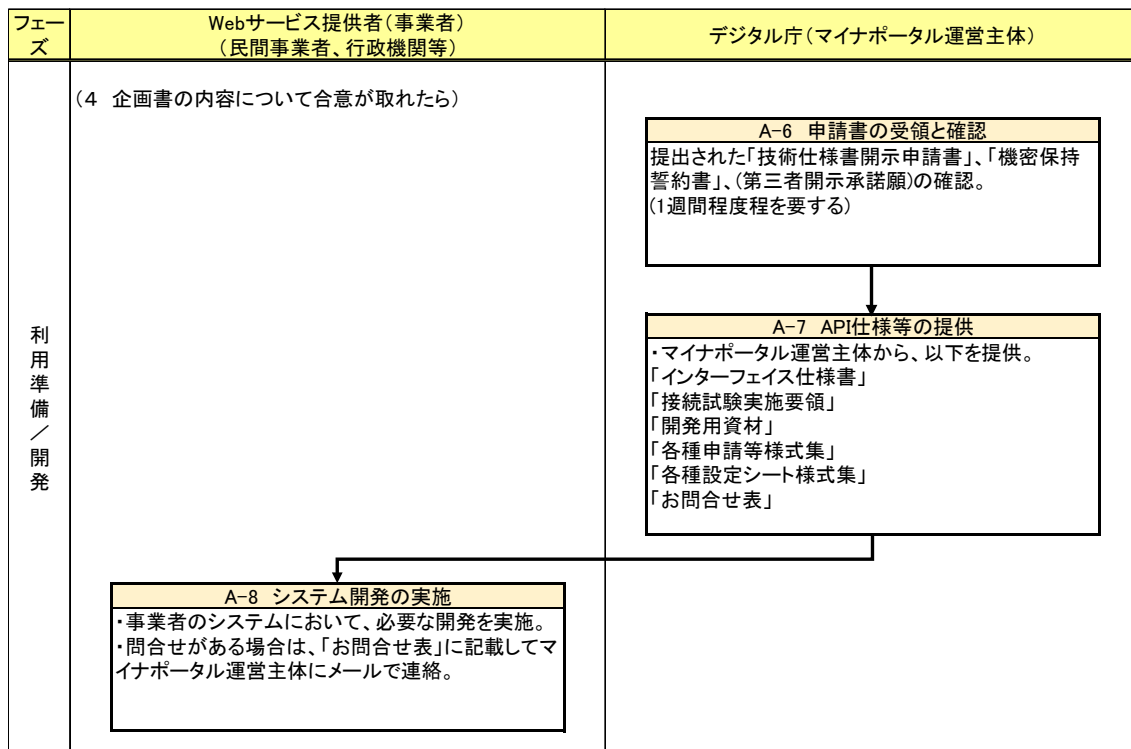 フェーズ
Webサービス提供者(事業者)
(民間事業者、行政機関等)
デジタル庁(マイナポータル運営主体)
利用準備/開発
(4 企画書の内容について合意が取れたら)
A-6 申請書の受領と確認
提出された「技術仕様書開示申請書」、「機密保持
誓約書」、(第三者開示承諾願)の確認。
(1週間程度程を要する)
A-7 API仕様等の提供
・マイナポータル運営主体から、以下を提供。
「インターフェイス仕様書」
「接続試験実施要領」
「開発用資材」
「各種申請等様式集」
「各種設定シート様式集」
「お問合せ表」
A-8 システム開発の実施
・事業者のシステムにおいて、必要な開発を実施。
・問合せがある場合は、「お問合せ表」に記載してマ
イナポータル運営主体にメールで連絡。